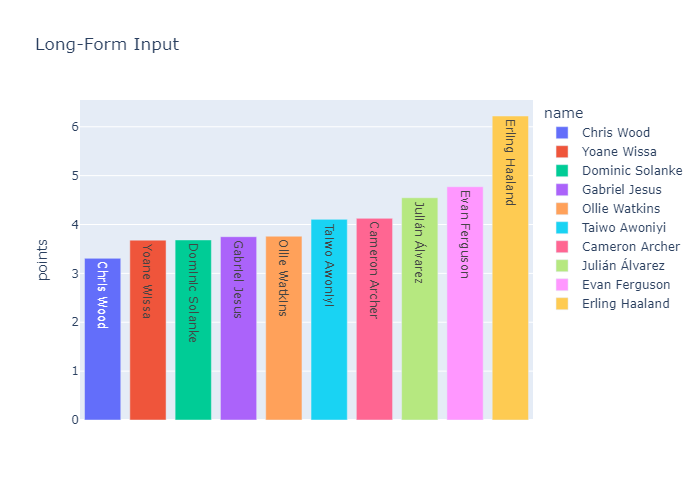 Long-Form Input
points
6
5
4
3
2
1
0
Chris Wood
Yoane Wissa
Dominic Solanke
Gabriel Jesus
Ollie Watkins
Taiwo Awoniyi
Cameron Archer
Julián Álvarez
Evan Ferguson
Erling Haaland
name
Chris Wood
Yoane Wissa
Dominic Solanke
Gabriel Jesus
Ollie Watkins
Taiwo Awoniyi
Cameron Archer
Julián Álvarez
Evan Ferguson
Erling Haaland